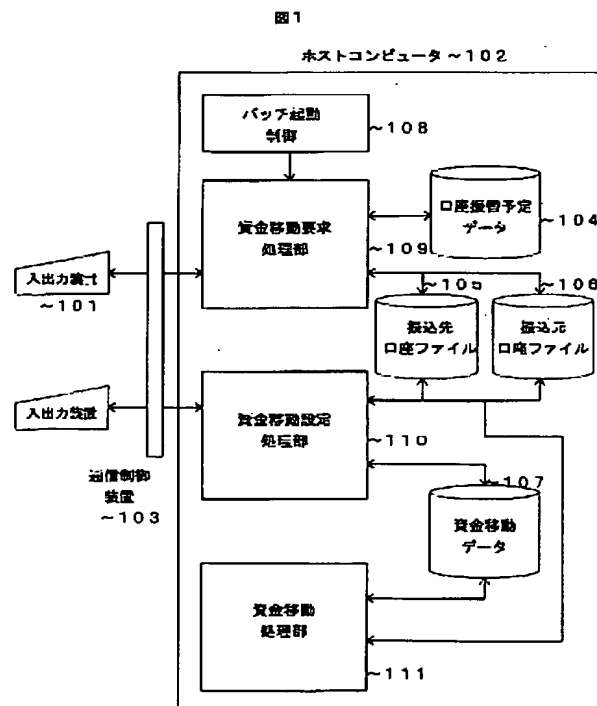 図1
ホストコンピュータ~102
バッチ起動
制御
~108
資金移動要求
処理部
~109
口座振替予定
データ
~104
入出力装置
~101
~105
~106
振込先
口座ファイル
振込元
口座ファイル
入出力装置
資金移動設定
処理部
~110
通信制御
装置
~103
~107
資金移動
データ
資金移動
処理部
~111